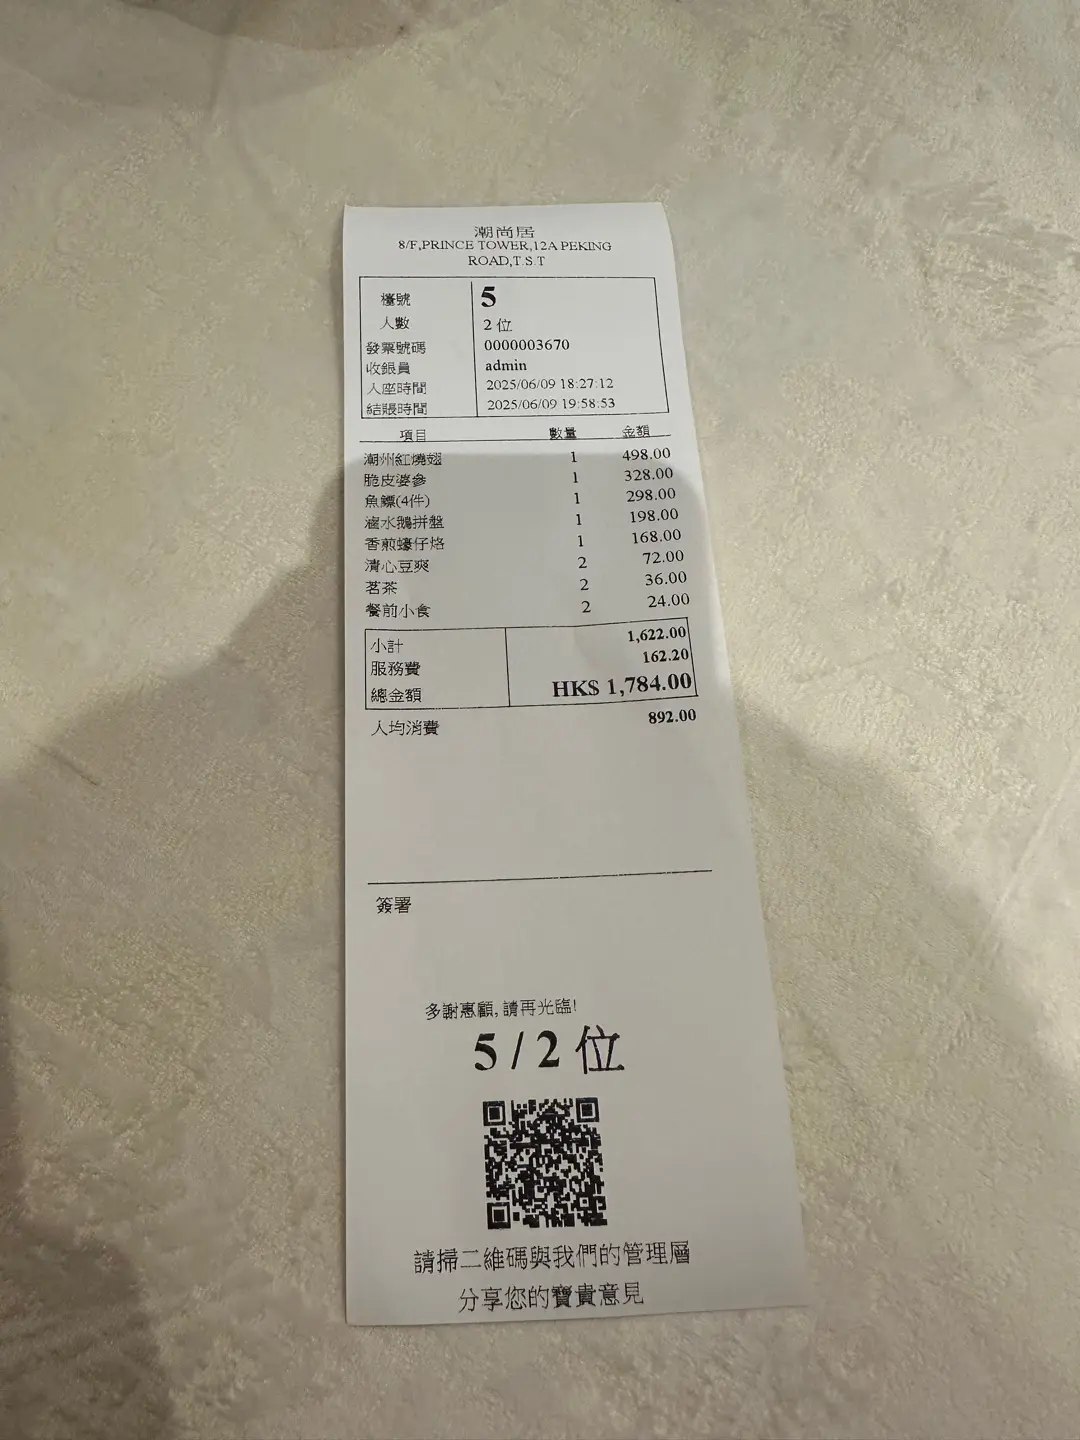 潮尚居
8/F,PRINCE TOWER,12A PEKING
ROAD,T.S.T
檯號 5
人數 2 位
發票號碼 0000003670
收銀員 admin
入座時間 2025/06/09 18:27:12
結賬時間 2025/06/09 19:58:53
項目 數量 金額
潮州紅燒翅 1 498.00
脆皮婆參 1 328.00
魚鰾(4件) 1 298.00
滷水鵝拼盤 1 198.00
香煎蠔仔烙 1 168.00
清心豆爽 2 72.00
茗茶 2 36.00
餐前小食 2 24.00
小計 1,622.00
服務費 162.20
總金額 HK$ 1,784.00
人均消費 892.00
簽署
多謝惠顧, 請再光臨!
5 / 2 位
請掃二維碼與我們的管理層
分享您的寶貴意見